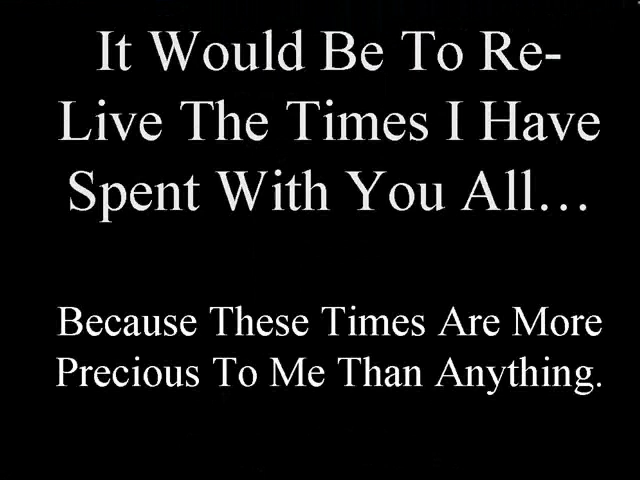 It Would Be To Re-
Live The Times I Have
Spent With You All…
Because These Times Are More
Precious To Me Than Anything.